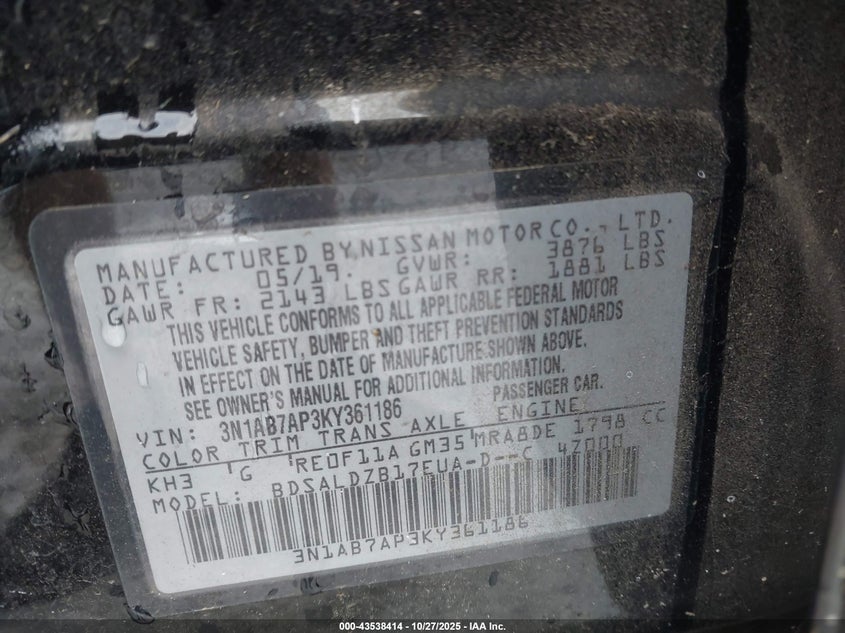 MANUFACTURED BY NISSAN MOTOR CO., LTD.
DATE: 05/19 GVWR: 3876 LBS
GAWR FR: 2143 LBS GAWR RR: 1881 LBS
THIS VEHICLE CONFORMS TO ALL APPLICABLE FEDERAL MOTOR
VEHICLE SAFETY, BUMPER AND THEFT PREVENTION STANDARDS
IN EFFECT ON THE DATE OF MANUFACTURE SHOWN ABOVE.
SEE OWNER'S MANUAL FOR ADDITIONAL INFORMATION.
VIN: 3N1AB7AP3KY361186 PASSENGER CAR.
COLOR TRIM TRANS AXLE ENGINE
KH3 G RE0F11A GM35 MRA8DE 1798 CC
MODEL: BDSALDZB17EUA-D--C 4Z000
3N1AB7AP3KY361186
000-43538414 - 10/27/2025 - IAA Inc.